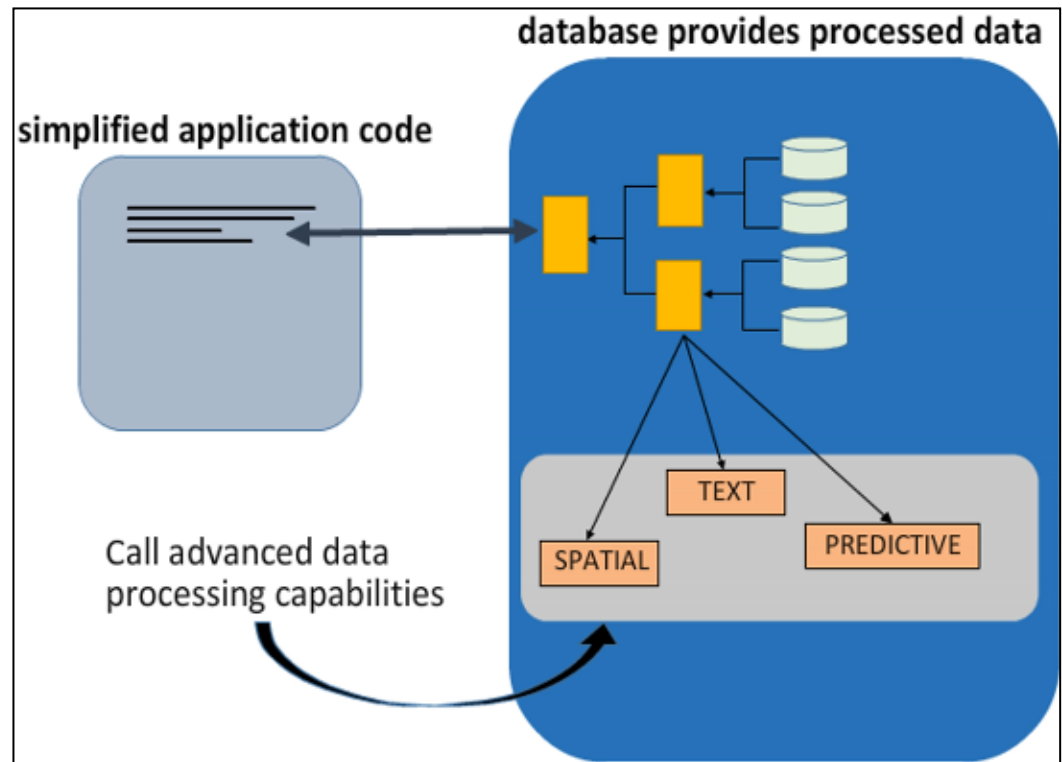 database provides processed data
simplified application code
TEXT
PREDICTIVE
SPATIAL
Call advanced data
processing capabilities